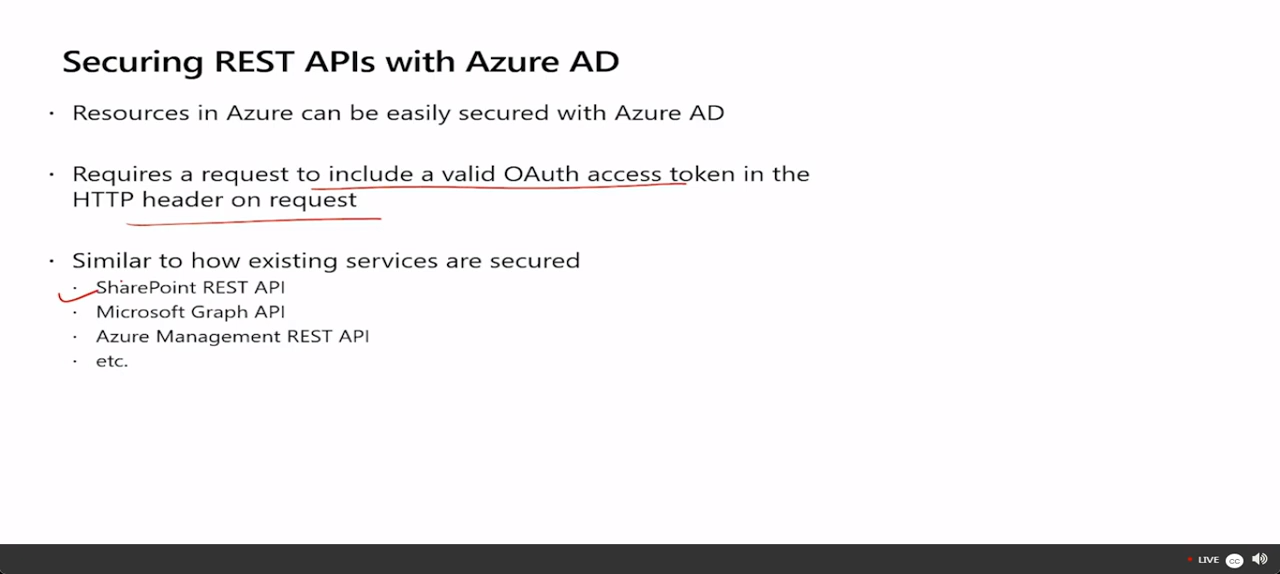 Securing REST APIs with Azure AD
· Resources in Azure can be easily secured with Azure AD
· Requires a request to include a valid OAuth access token in the
HTTP header on request
· Similar to how existing services are secured
· SharePoint REST API
· Microsoft Graph API
· Azure Management REST API
· etc.
LIVE CC